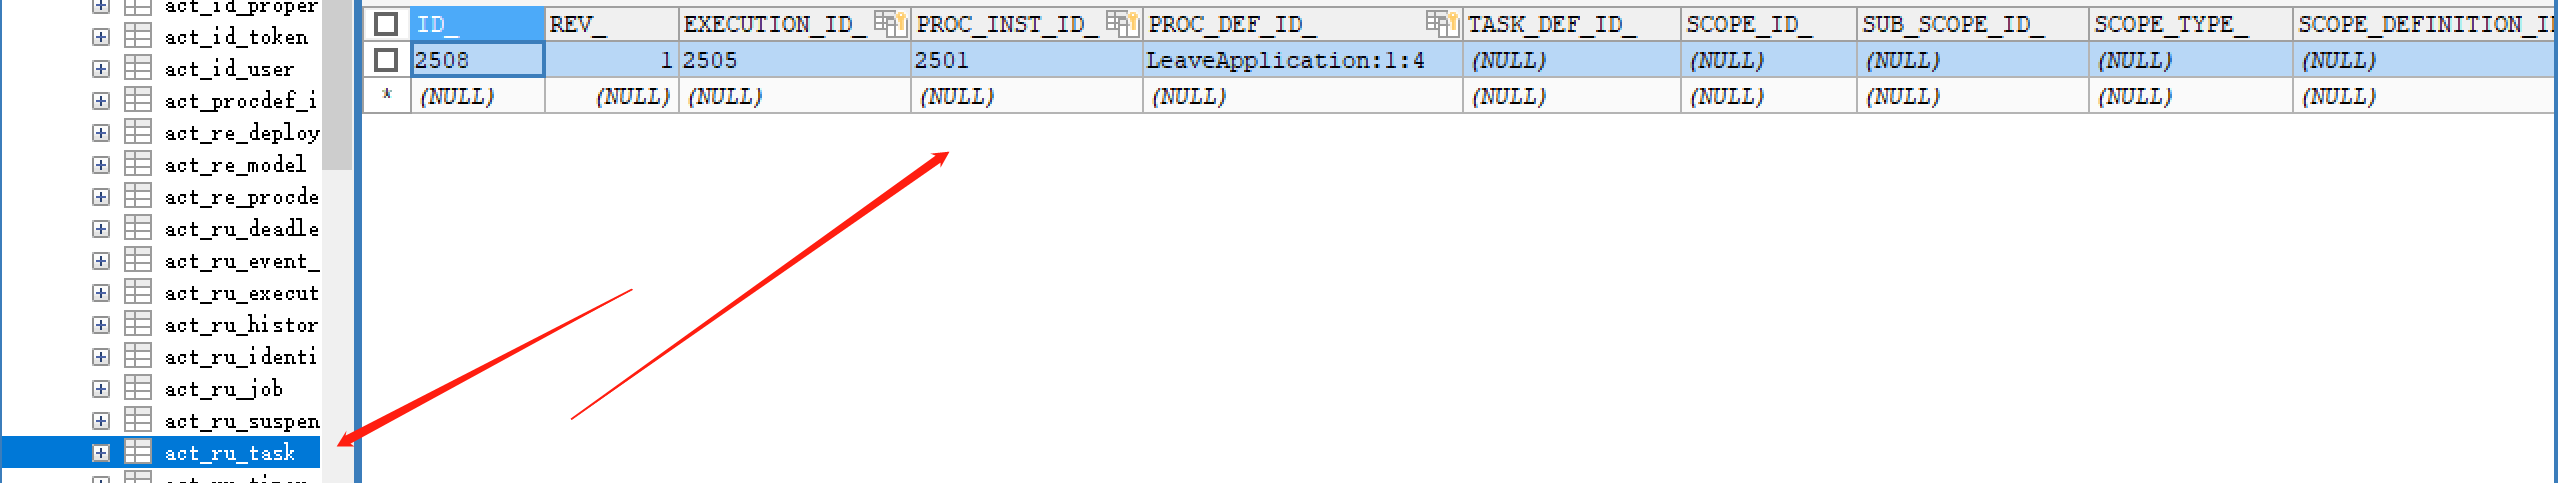 act_id_proper
act_id_token
act_id_user
act_procdef_i
act_re_deploy
act_re_model
act_re_procde
act_ru_deadle
act_ru_event_
act_ru_execut
act_ru_histor
act_ru_identi
act_ru_job
act_ru_suspen
act_ru_task
ID_ REV_ EXECUTION_ID_ PROC_INST_ID_ PROC_DEF_ID_ TASK_DEF_ID_ SCOPE_ID_ SUB_SCOPE_ID_ SCOPE_TYPE_ SCOPE_DEFINITION_ID
2508 1 2505 2501 LeaveApplication:1:4 (NULL) (NULL) (NULL) (NULL) (NULL)
* (NULL) (NULL) (NULL) (NULL) (NULL) (NULL) (NULL) (NULL) (NULL) (NULL)